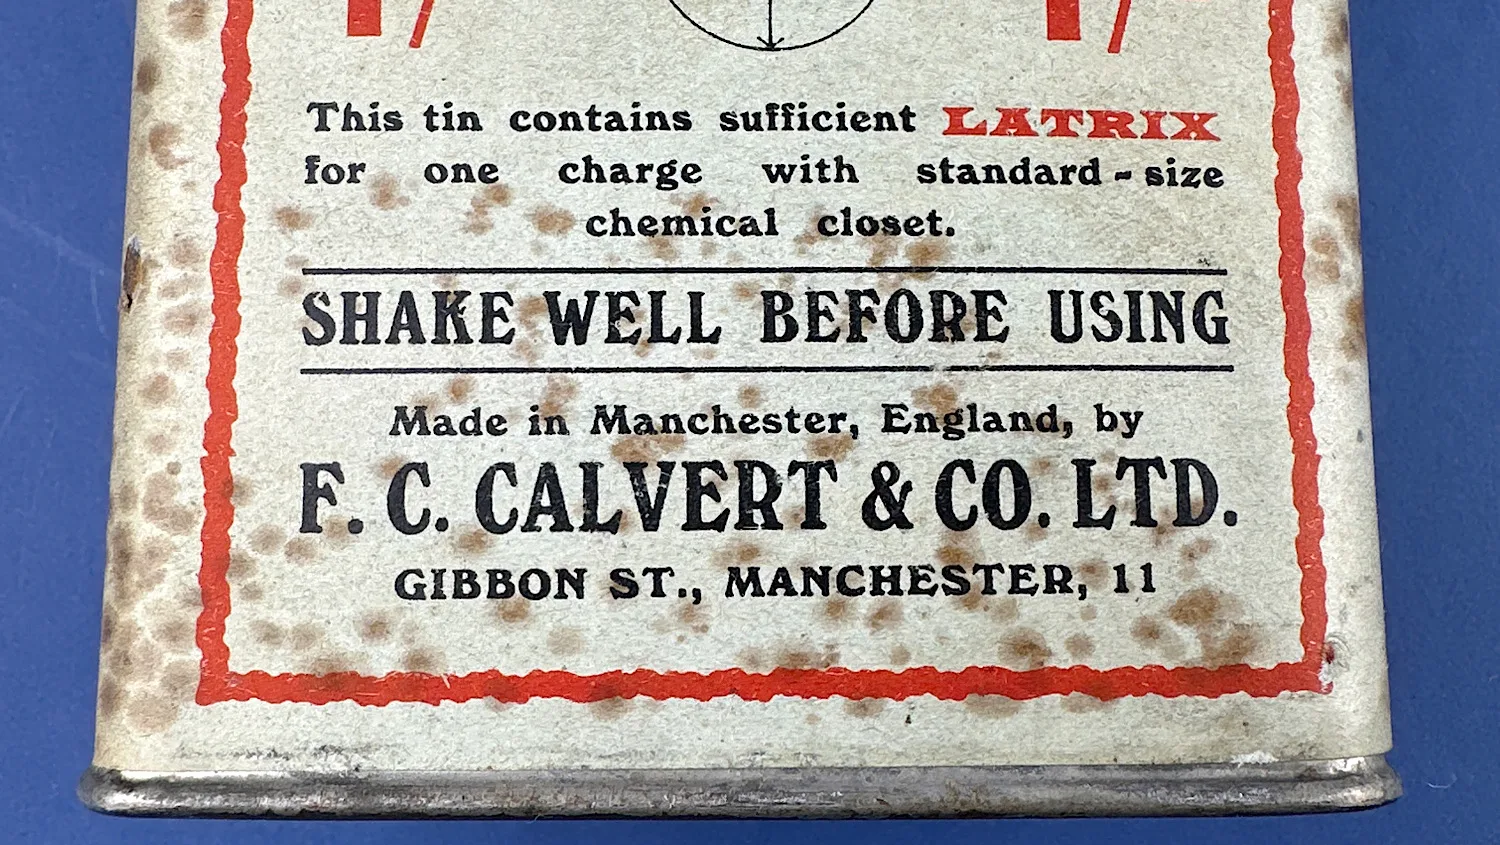 This tin contains sufficient LATRIX
for one charge with standard-size
chemical closet.
SHAKE WELL BEFORE USING
Made in Manchester, England, by
F. C. CALVERT & CO. LTD.
GIBBON ST., MANCHESTER, 11